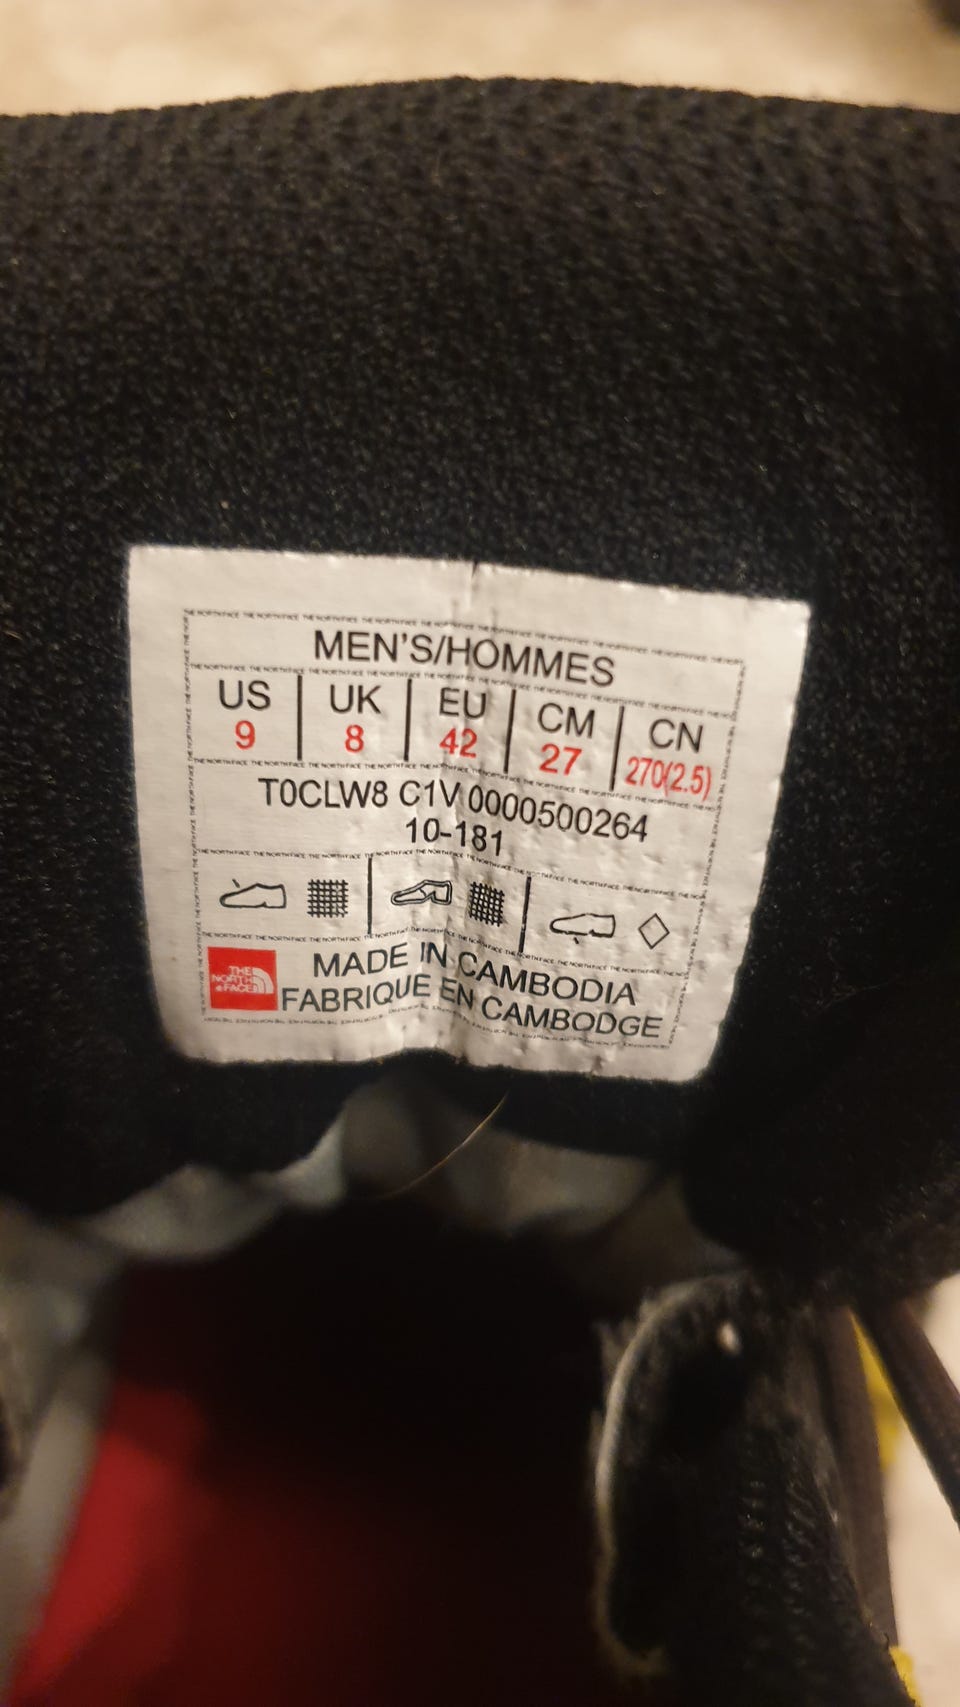 MEN'S/HOMMES
US UK EU CM CN
9 8 42 27 270(2.5)
T0CLW8 C1V 0000500264
10-181
THE NORTH FACE
MADE IN CAMBODIA
FABRIQUE EN CAMBODGE